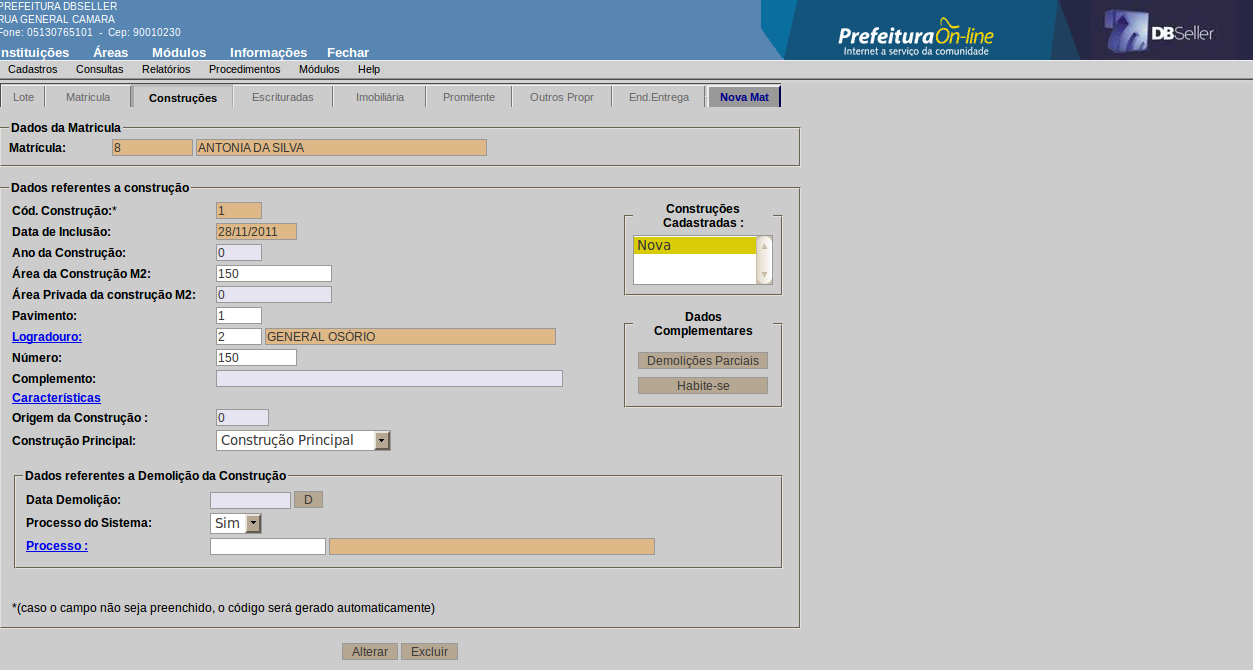 PREFEITURA DBSELLER
RUA GENERAL CAMARA
Fone: 05130765101 - Cep: 90010230
Prefeitura On-line
Internet a serviço da comunidade
DBSeller
nstituições Áreas Módulos Informações Fechar
Cadastros Consultas Relatórios Procedimentos Módulos Help
Lote Matricula Construções Escrituradas Imobiliária Promitente Outros Propr End.Entrega Nova Mat
Dados da Matricula
Matrícula: 8 ANTONIA DA SILVA
Dados referentes a construção
Cód. Construção:* 1
Data de Inclusão: 28/11/2011
Ano da Construção: 0
Área da Construção M2: 150
Área Privada da construção M2: 0
Pavimento: 1
Logradouro: 2 GENERAL OSÓRIO
Número: 150
Complemento:
Características
Origem da Construção : 0
Construção Principal: Construção Principal
Construções
Cadastradas :
Nova
Dados
Complementares
Demolições Parciais
Habite-se
Dados referentes a Demolição da Construção
Data Demolição: D
Processo do Sistema: Sim
Processo :
*(caso o campo não seja preenchido, o código será gerado automaticamente)
Alterar Excluir